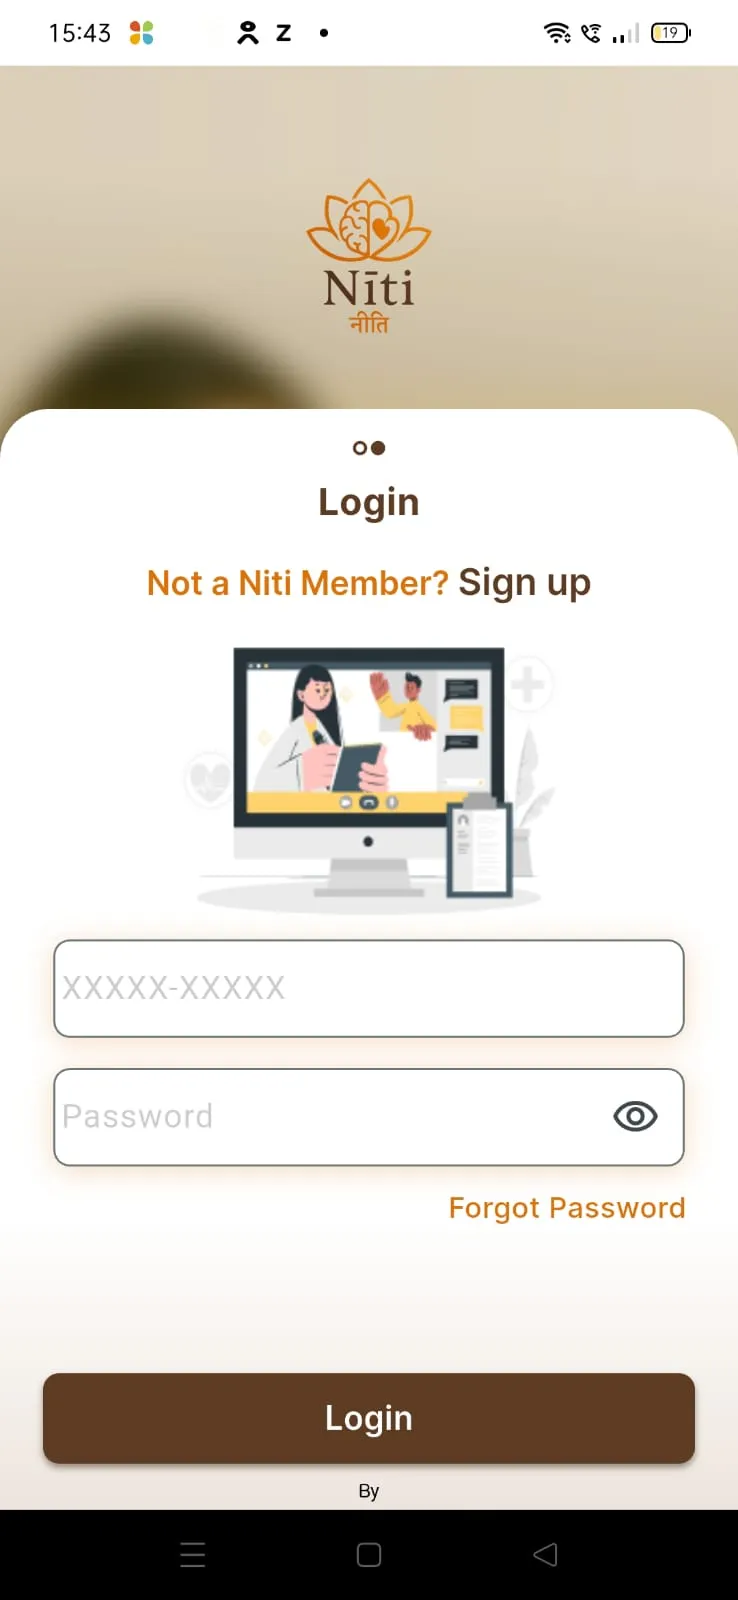 15:43 Z 19
Nīti
नीति
Login
Not a Niti Member? Sign up
XXXXX-XXXXX
Password
Forgot Password
Login
By